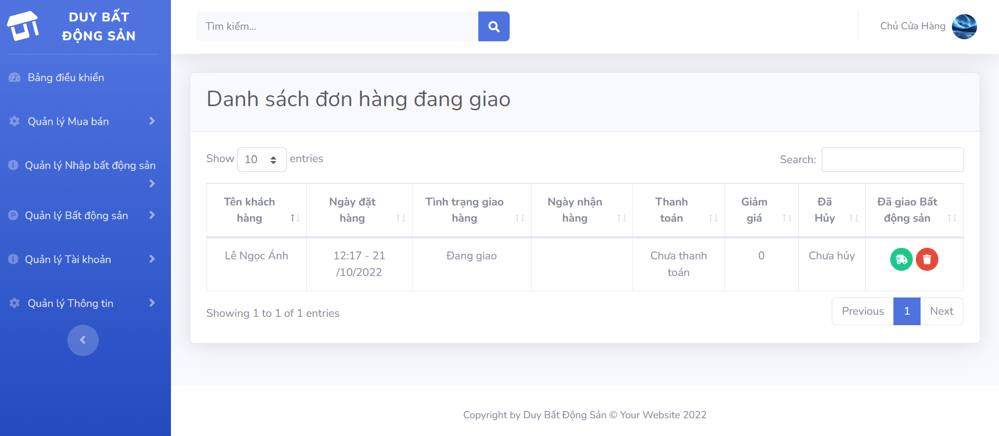 DUY BẤT
ĐỘNG SẢN
Tìm kiếm...
Chủ Cửa Hàng
Bảng điều khiển
Quản lý Mua bán
Quản lý Nhập bất động sản
Quản lý Bất động sản
Quản lý Tài khoản
Quản lý Thông tin
Danh sách đơn hàng đang giao
Show 10 entries
Search:
Tên khách
hàng
Ngày đặt
hàng
Tình trạng giao
hàng
Ngày nhận
hàng
Thanh
toán
Giảm
giá
Đã
Hủy
Đã giao Bất
động sản
Lê Ngọc Ánh
12:17 - 21
/10/2022
Đang giao
Chưa thanh
toán
0
Chưa hủy
Showing 1 to 1 of 1 entries
Previous 1 Next
Copyright by Duy Bất Động Sản © Your Website 2022